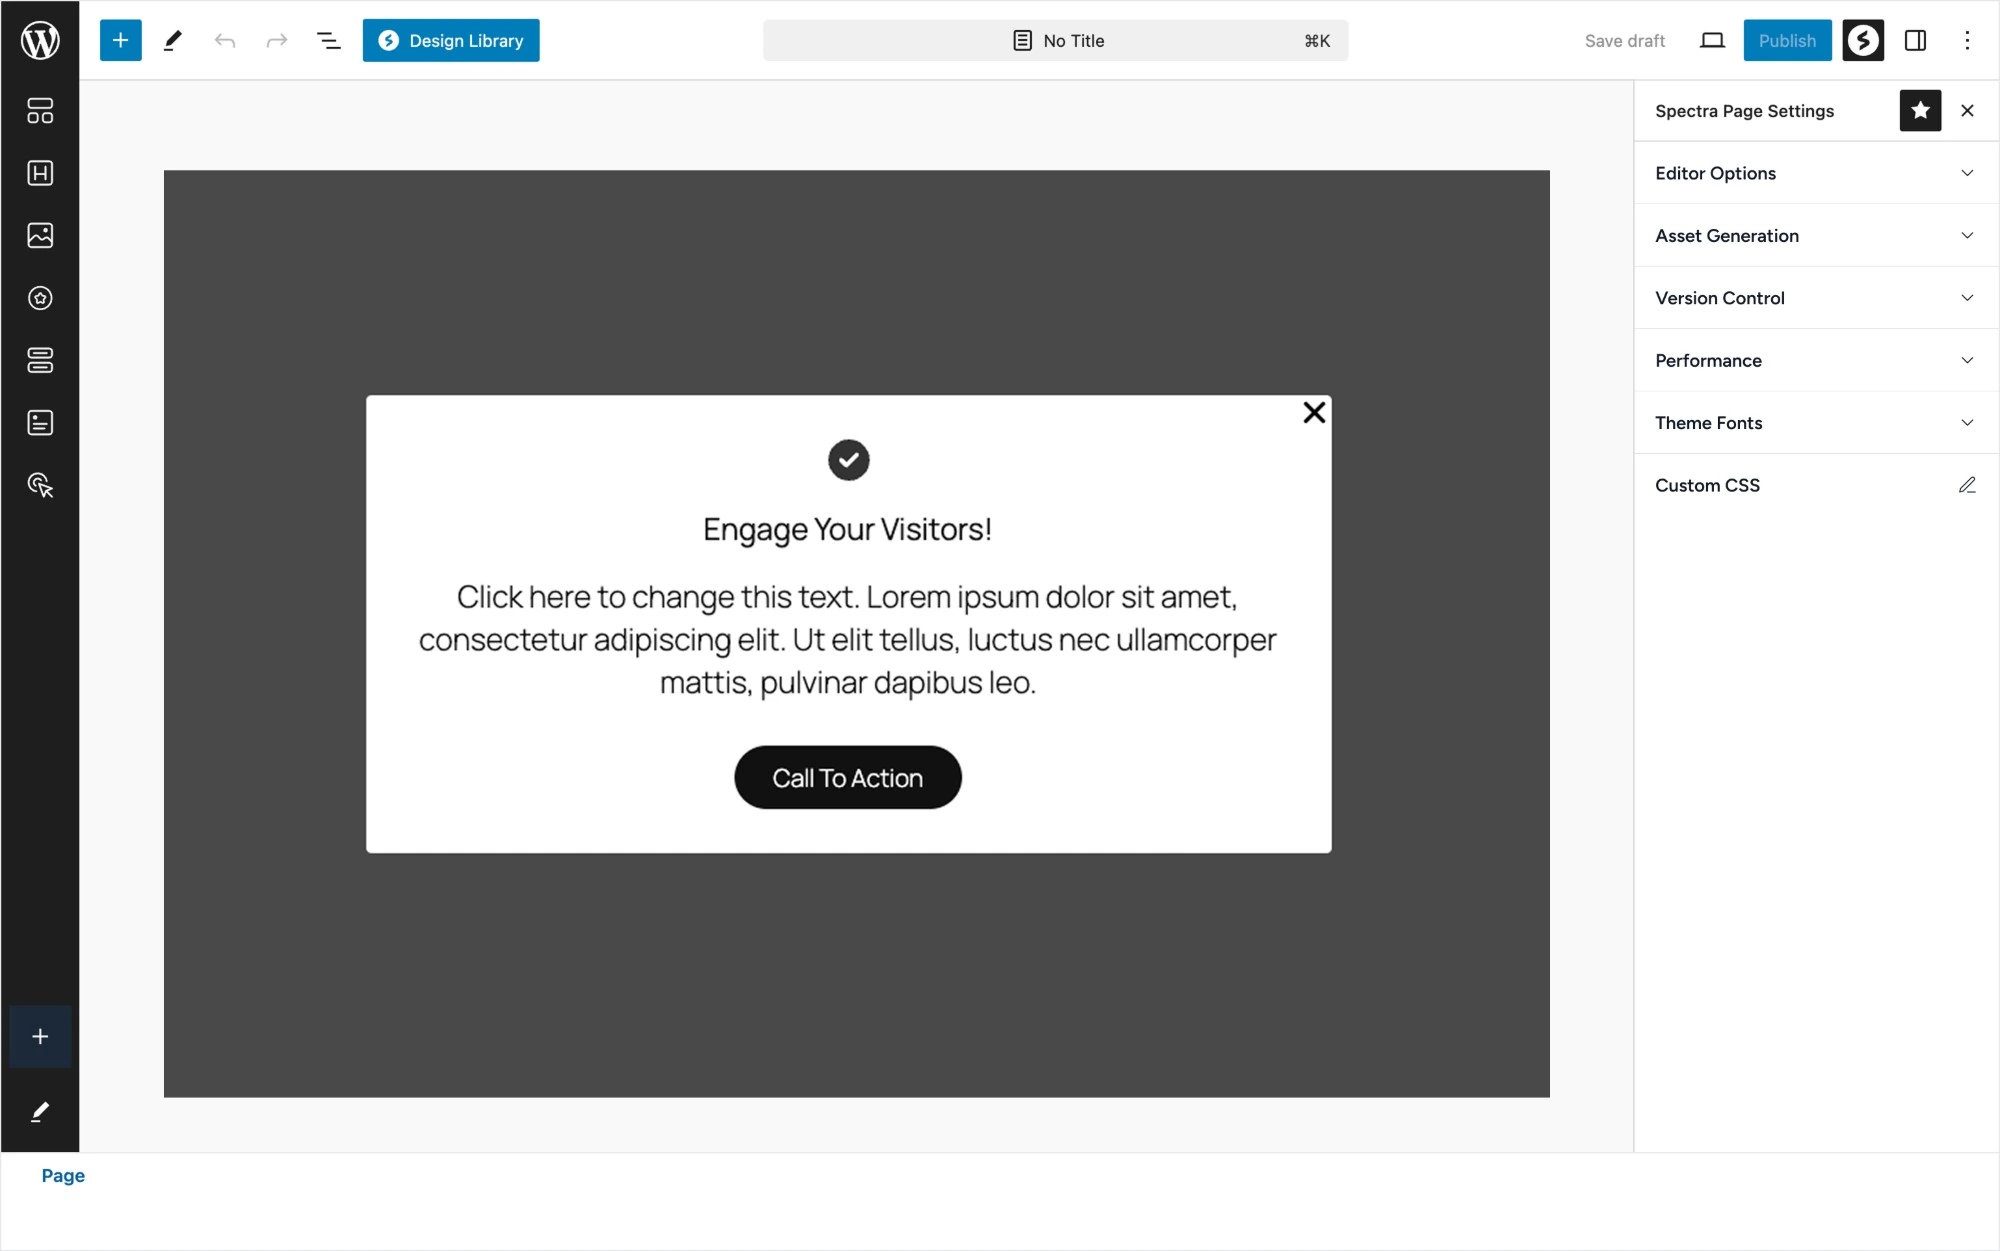 Design Library
No Title
⌘K
Save draft
Publish
Spectra Page Settings
Editor Options
Asset Generation
Version Control
Performance
Theme Fonts
Custom CSS
Engage Your Visitors!
Click here to change this text. Lorem ipsum dolor sit amet,
consectetur adipiscing elit. Ut elit tellus, luctus nec ullamcorper
mattis, pulvinar dapibus leo.
Call To Action
Page